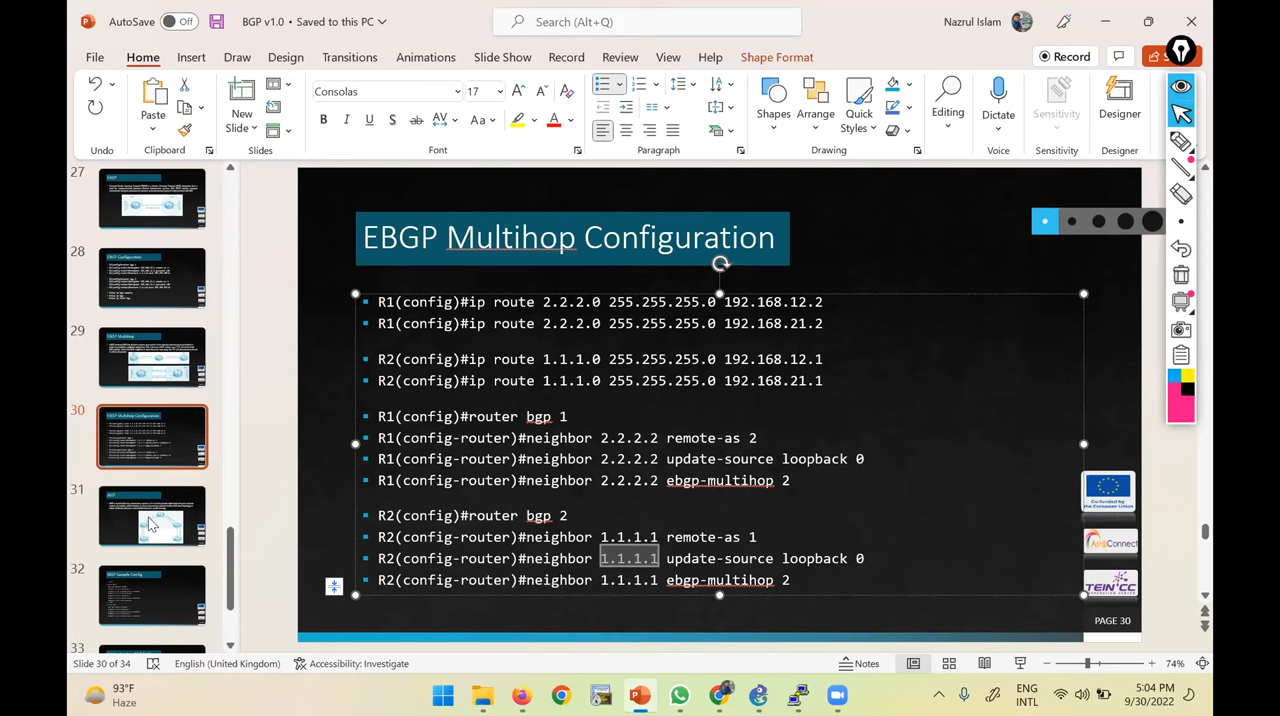 AutoSave Off BGP v1.0 • Saved to this PC Search (Alt+Q) Nazrul Islam
File Home Insert Draw Design Transitions Animations Slide Show Record Review View Help Shape Format Record
Consolas 17
Paste New Slide Shapes Arrange Quick Styles Editing Dictate Sensitivity Designer
Undo Clipboard Slides Font Paragraph Drawing Voice Sensitivity Designer
27
28
29
30
31
32
33
EBGP Multihop Configuration
R1(config)#ip route 2.2.2.0 255.255.255.0 192.168.12.2
R1(config)#ip route 2.2.2.0 255.255.255.0 192.168.21.2
R2(config)#ip route 1.1.1.0 255.255.255.0 192.168.12.1
R2(config)#ip route 1.1.1.0 255.255.255.0 192.168.21.1
R1(config)#router bgp 1
R1(config-router)#neighbor 2.2.2.2 remote-as 2
R1(config-router)#neighbor 2.2.2.2 update-source loopback 0
R1(config-router)#neighbor 2.2.2.2 ebgp-multihop 2
R2(config)#router bgp 2
R2(config-router)#neighbor 1.1.1.1 remote-as 1
R2(config-router)#neighbor 1.1.1.1 update-source loopback 0
R2(config-router)#neighbor 1.1.1.1 ebgp-multihop 2
Co-funded by
the European Union
Asi@Connect
TEIN*CC
PAGE 30
Slide 30 of 34 English (United Kingdom) Accessibility: Investigate Notes 74%
93°F
Haze
ENG
INTL
5:04 PM
9/30/2022